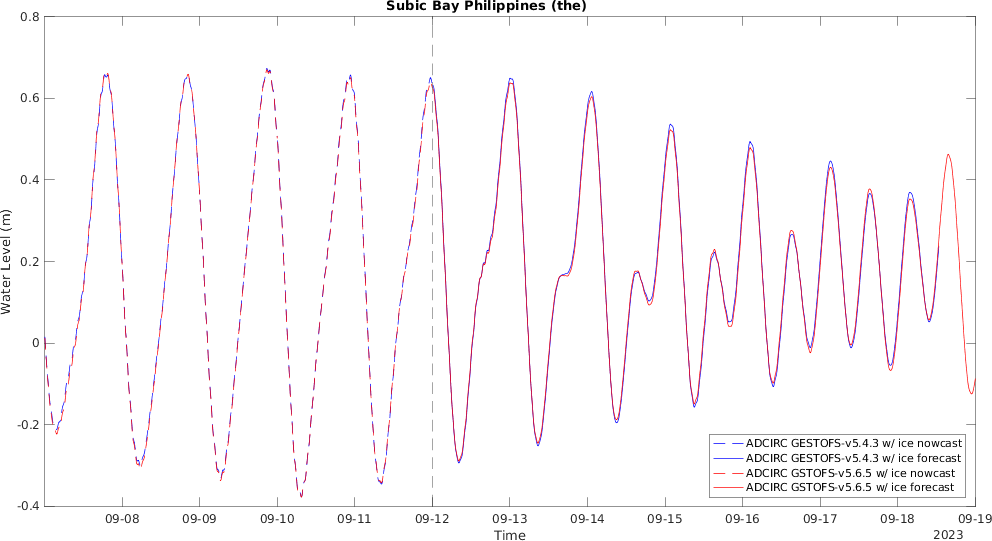 Subic Bay Philippines (the)
0.8
0.6
0.4
0.2
0
-0.2
-0.4
Water Level (m)
ADCIRC GESTOFS-v5.4.3 w/ ice nowcast
ADCIRC GESTOFS-v5.4.3 w/ ice forecast
ADCIRC GSTOFS-v5.6.5 w/ ice nowcast
ADCIRC GSTOFS-v5.6.5 w/ ice forecast
09-08 09-09 09-10 09-11 09-12 09-13 09-14 09-15 09-16 09-17 09-18 09-19
Time
2023